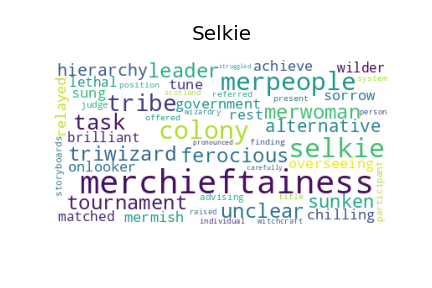 Selkie
struggled
hierarchy leader achieve wilder
lethal merpeople system
sung scotland tune sorrow
relayed position referred present person
judge tribe government merwoman
offered wizardry rest
task colony alternative
brilliant pronounced finding selkie
triwizard ferocious
storyboards onlooker carefully overseeing participant
merchieftainess
tournament advising title sunken
matched mermish raised unclear chilling
individual witchcraft